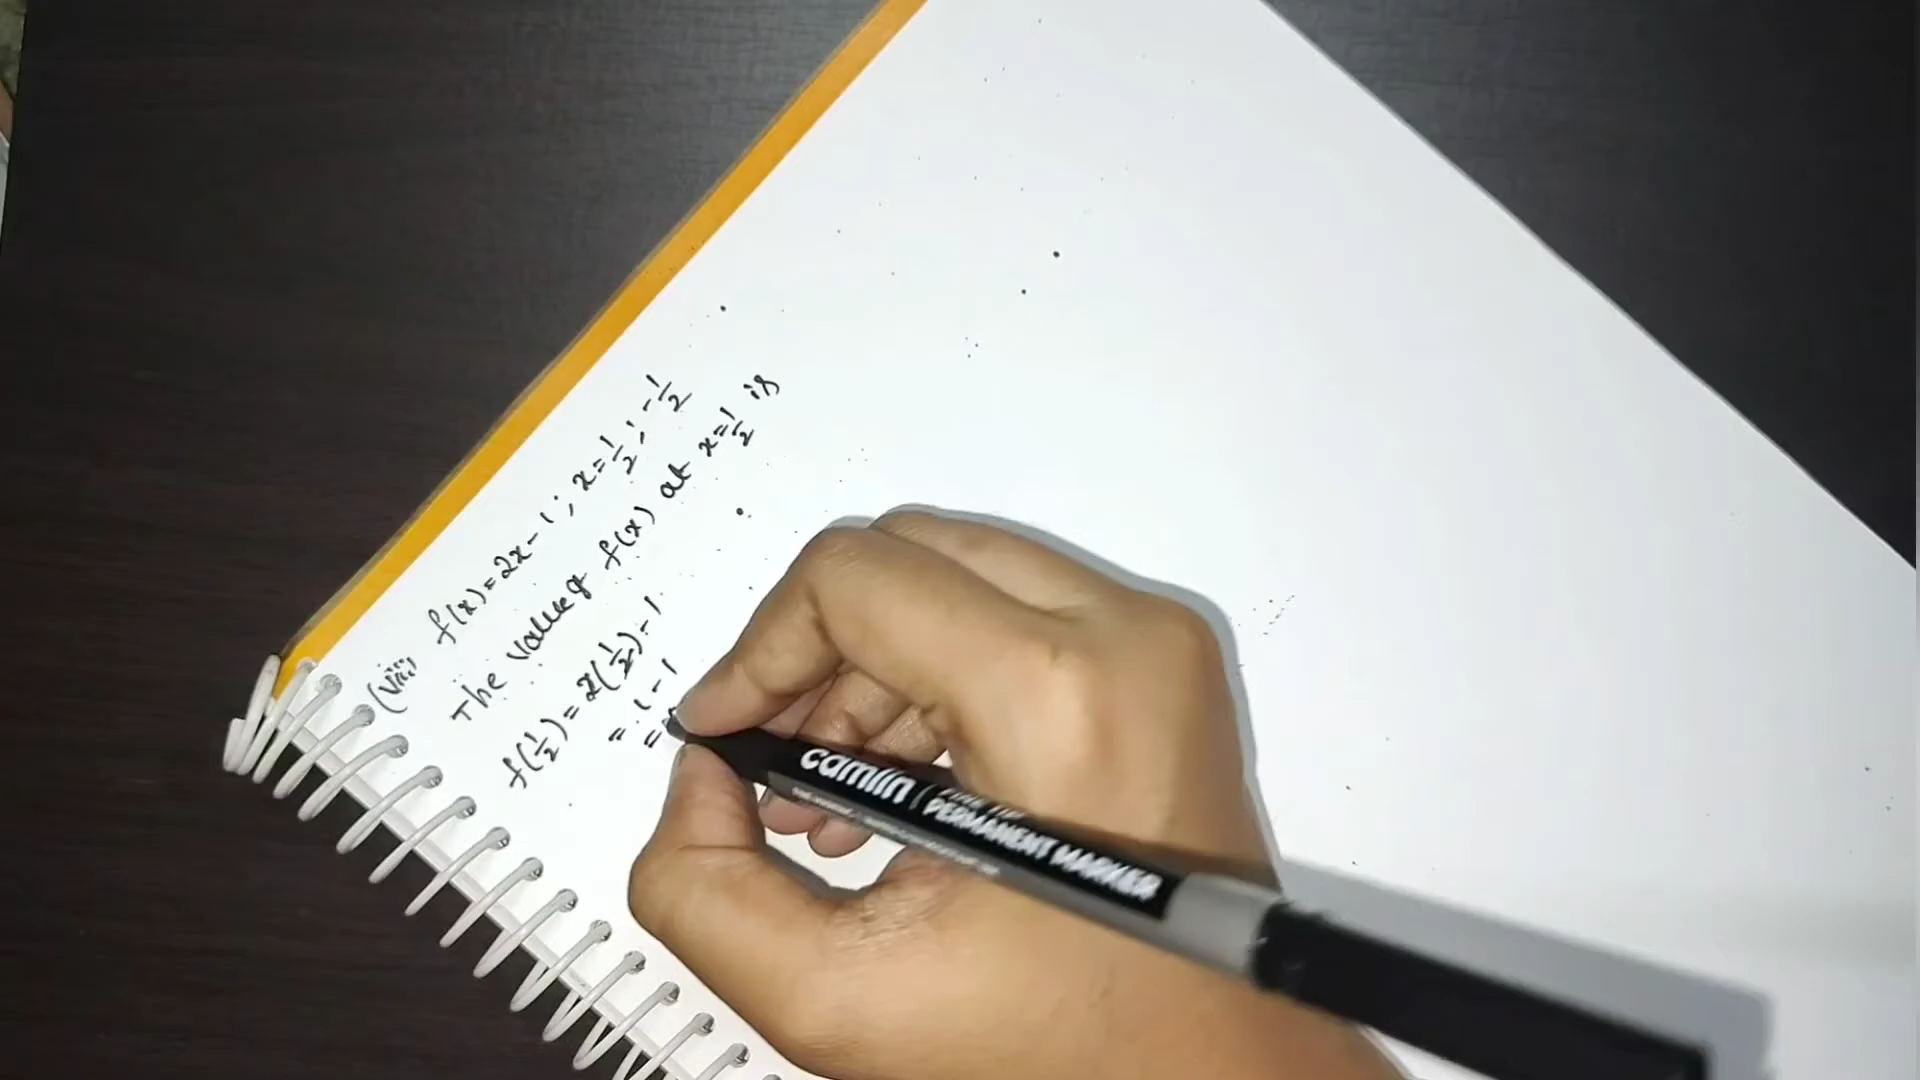 (viii) f(x)=2x-1; x=1/2, -1/2
The value of f(x) at x=1/2 is
f(1/2)=2(1/2)-1
= 1-1
=
camlin
PERMANENT MARKER